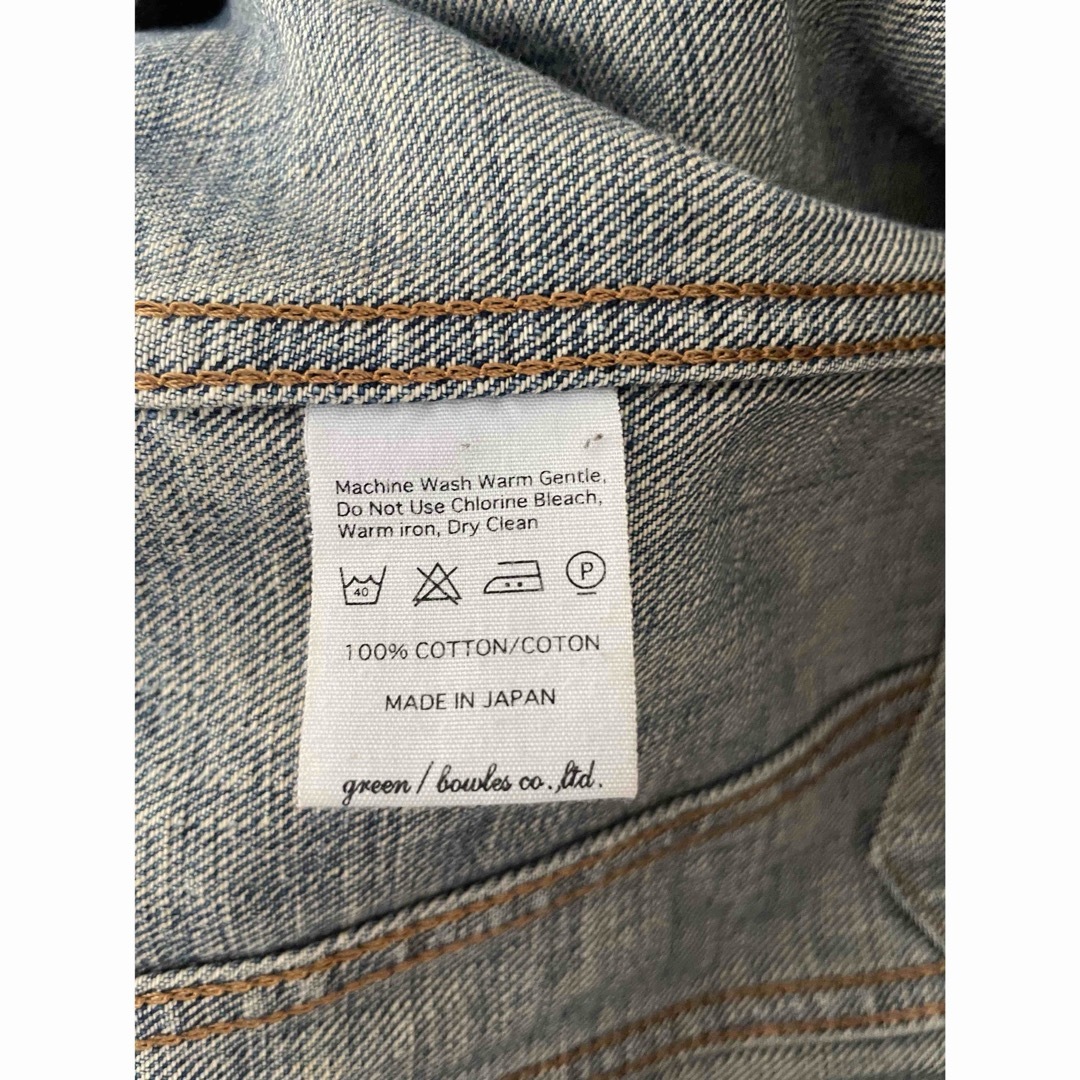 Machine Wash Warm Gentle,
Do Not Use Chlorine Bleach,
Warm iron, Dry Clean
40 P
100% COTTON/COTON
MADE IN JAPAN
green / bowles co.,ltd.